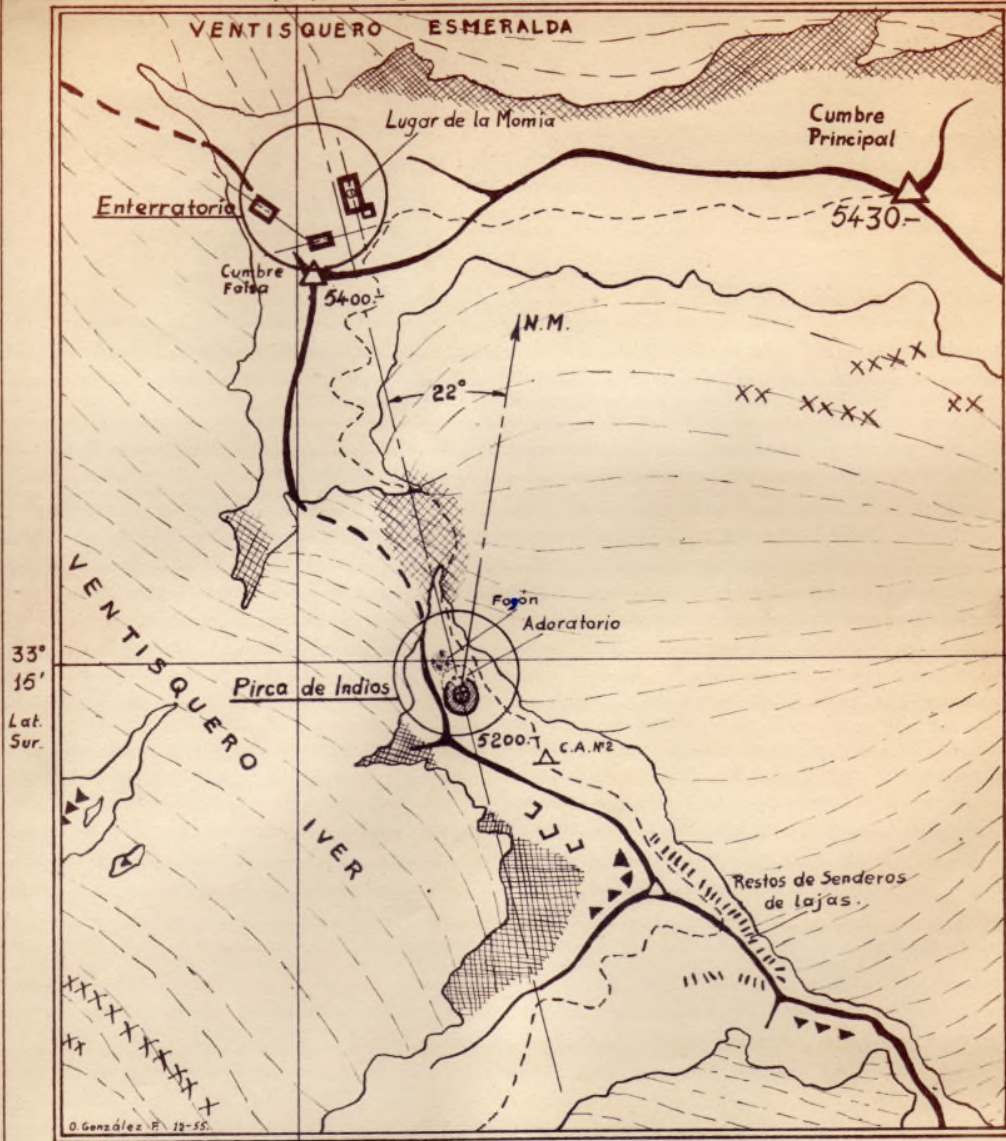 VENTISQUERO ESMERALDA
Lugar de la Momia
Cumbre
Principal
Enterratorio
5430.-
Cumbre
Falsa
5400.-
N.M.
22°
VENTISQUERO
IVER
Fogón
Adoratorio
33°
15'
Lat.
Sur.
Pirca de Indios
5200.-
C.A. Nº2
Restos de Senderos
de lajas.
O. González F. 12-55.